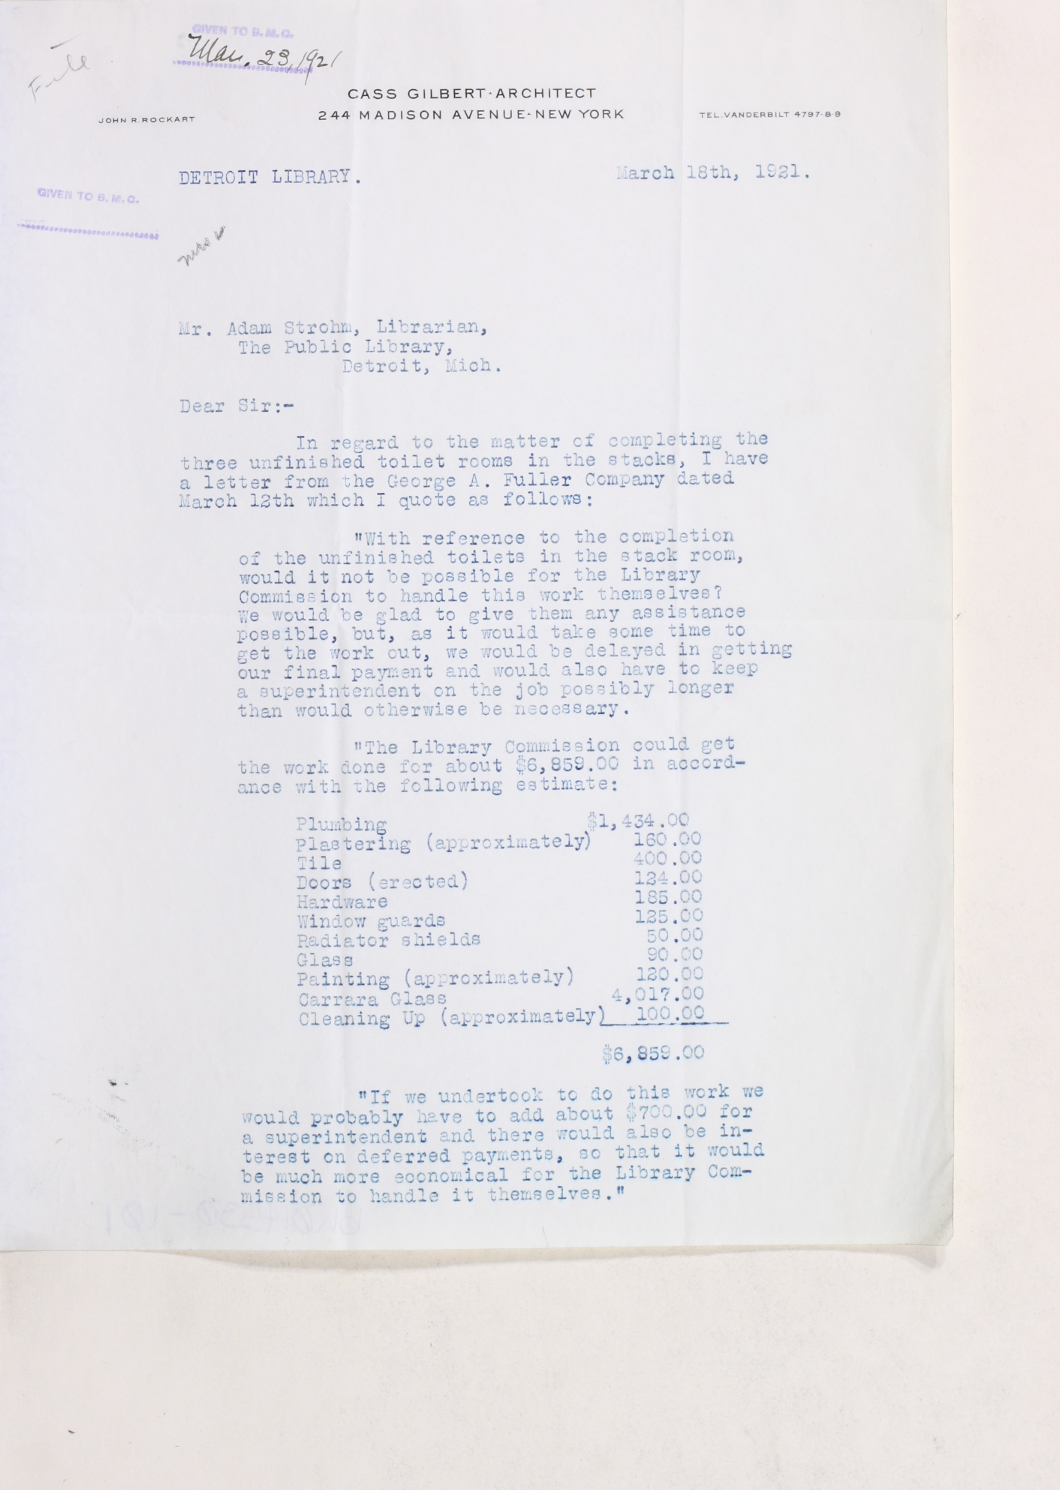 GIVEN TO B. M. C.
Mar. 23, 1921
File
CASS GILBERT·ARCHITECT
JOHN R. ROCKART
244 MADISON AVENUE·NEW YORK
TEL. VANDERBILT 4797-8-9
DETROIT LIBRARY.
March 18th, 1921.
GIVEN TO B. M. C.
Mr. Adam Strohm, Librarian,
The Public Library,
Detroit, Mich.
Dear Sir:-
In regard to the matter of completing the
three unfinished toilet rooms in the stacks, I have
a letter from the George A. Fuller Company dated
March 12th which I quote as follows:
"With reference to the completion
of the unfinished toilets in the stack room,
would it not be possible for the Library
Commission to handle this work themselves?
We would be glad to give them any assistance
possible, but, as it would take some time to
get the work out, we would be delayed in getting
our final payment and would also have to keep
a superintendent on the job possibly longer
than would otherwise be necessary.
"The Library Commission could get
the work done for about $6,859.00 in accord-
ance with the following estimate:
Plumbing $1,434.00
Plastering (approximately) 160.00
Tile 400.00
Doors (erected) 124.00
Hardware 185.00
Window guards 125.00
Radiator shields 50.00
Glass 90.00
Painting (approximately) 120.00
Carrara Glass 4,017.00
Cleaning Up (approximately) 100.00
$6,859.00
"If we undertook to do this work we
would probably have to add about $700.00 for
a superintendent and there would also be in-
terest on deferred payments, so that it would
be much more economical for the Library Com-
mission to handle it themselves."